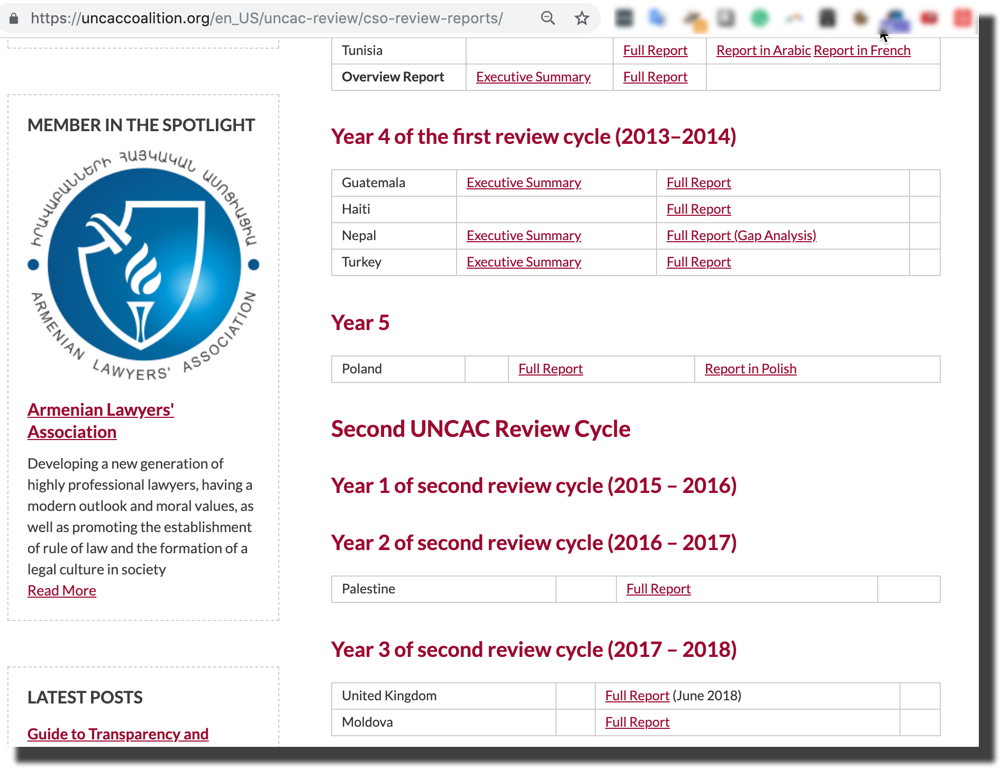 https://uncaccoalition.org/en_US/uncac-review/cso-review-reports/
MEMBER IN THE SPOTLIGHT
ԻՐԱՎԱԲԱՆՆԵՐԻ ՀԱՅԿԱԿԱՆ ԱՍՈՑԻԱՑԻԱ
ARMENIAN LAWYERS' ASSOCIATION
Armenian Lawyers'
Association
Developing a new generation of
highly professional lawyers, having a
modern outlook and moral values, as
well as promoting the establishment
of rule of law and the formation of a
legal culture in society
Read More
LATEST POSTS
Guide to Transparency and
Tunisia Full Report Report in Arabic Report in French
Overview Report Executive Summary Full Report
Year 4 of the first review cycle (2013–2014)
Guatemala Executive Summary Full Report
Haiti Full Report
Nepal Executive Summary Full Report (Gap Analysis)
Turkey Executive Summary Full Report
Year 5
Poland Full Report Report in Polish
Second UNCAC Review Cycle
Year 1 of second review cycle (2015 – 2016)
Year 2 of second review cycle (2016 – 2017)
Palestine Full Report
Year 3 of second review cycle (2017 – 2018)
United Kingdom Full Report (June 2018)
Moldova Full Report